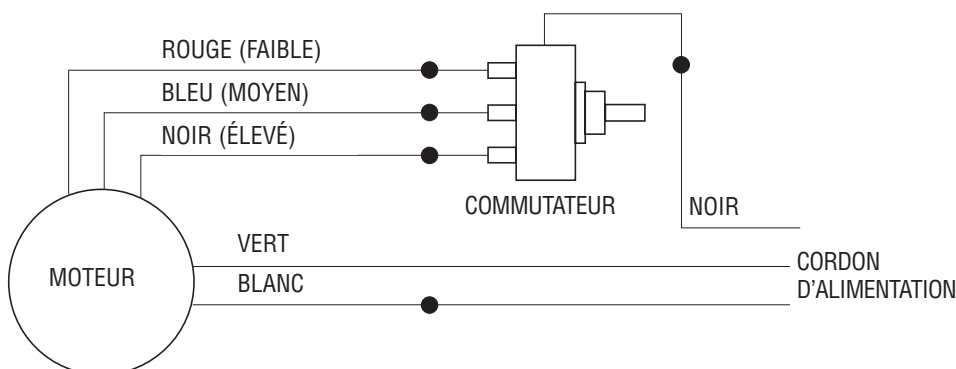 ROUGE (FAIBLE)
BLEU (MOYEN)
NOIR (ÉLEVÉ)
COMMUTATEUR
NOIR
VERT
MOTEUR
BLANC
CORDON
D'ALIMENTATION